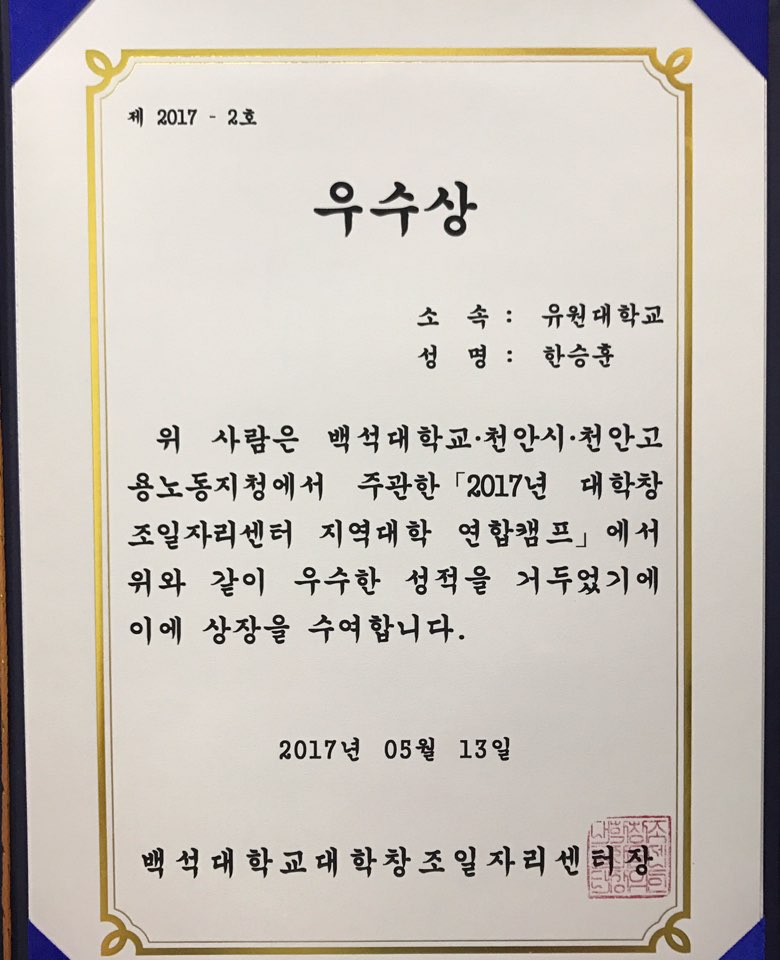 제 2017 - 2호
우수상
소 속 : 유원대학교
성 명 : 한승훈
위 사람은 백석대학교·천안시·천안고
용노동지청에서 주관한「2017년 대학창
조일자리센터 지역대학 연합캠프」에서
위와 같이 우수한 성적을 거두었기에
이에 상장을 수여합니다.
2017년 05월 13일
백석대학교대학창조일자리센터장